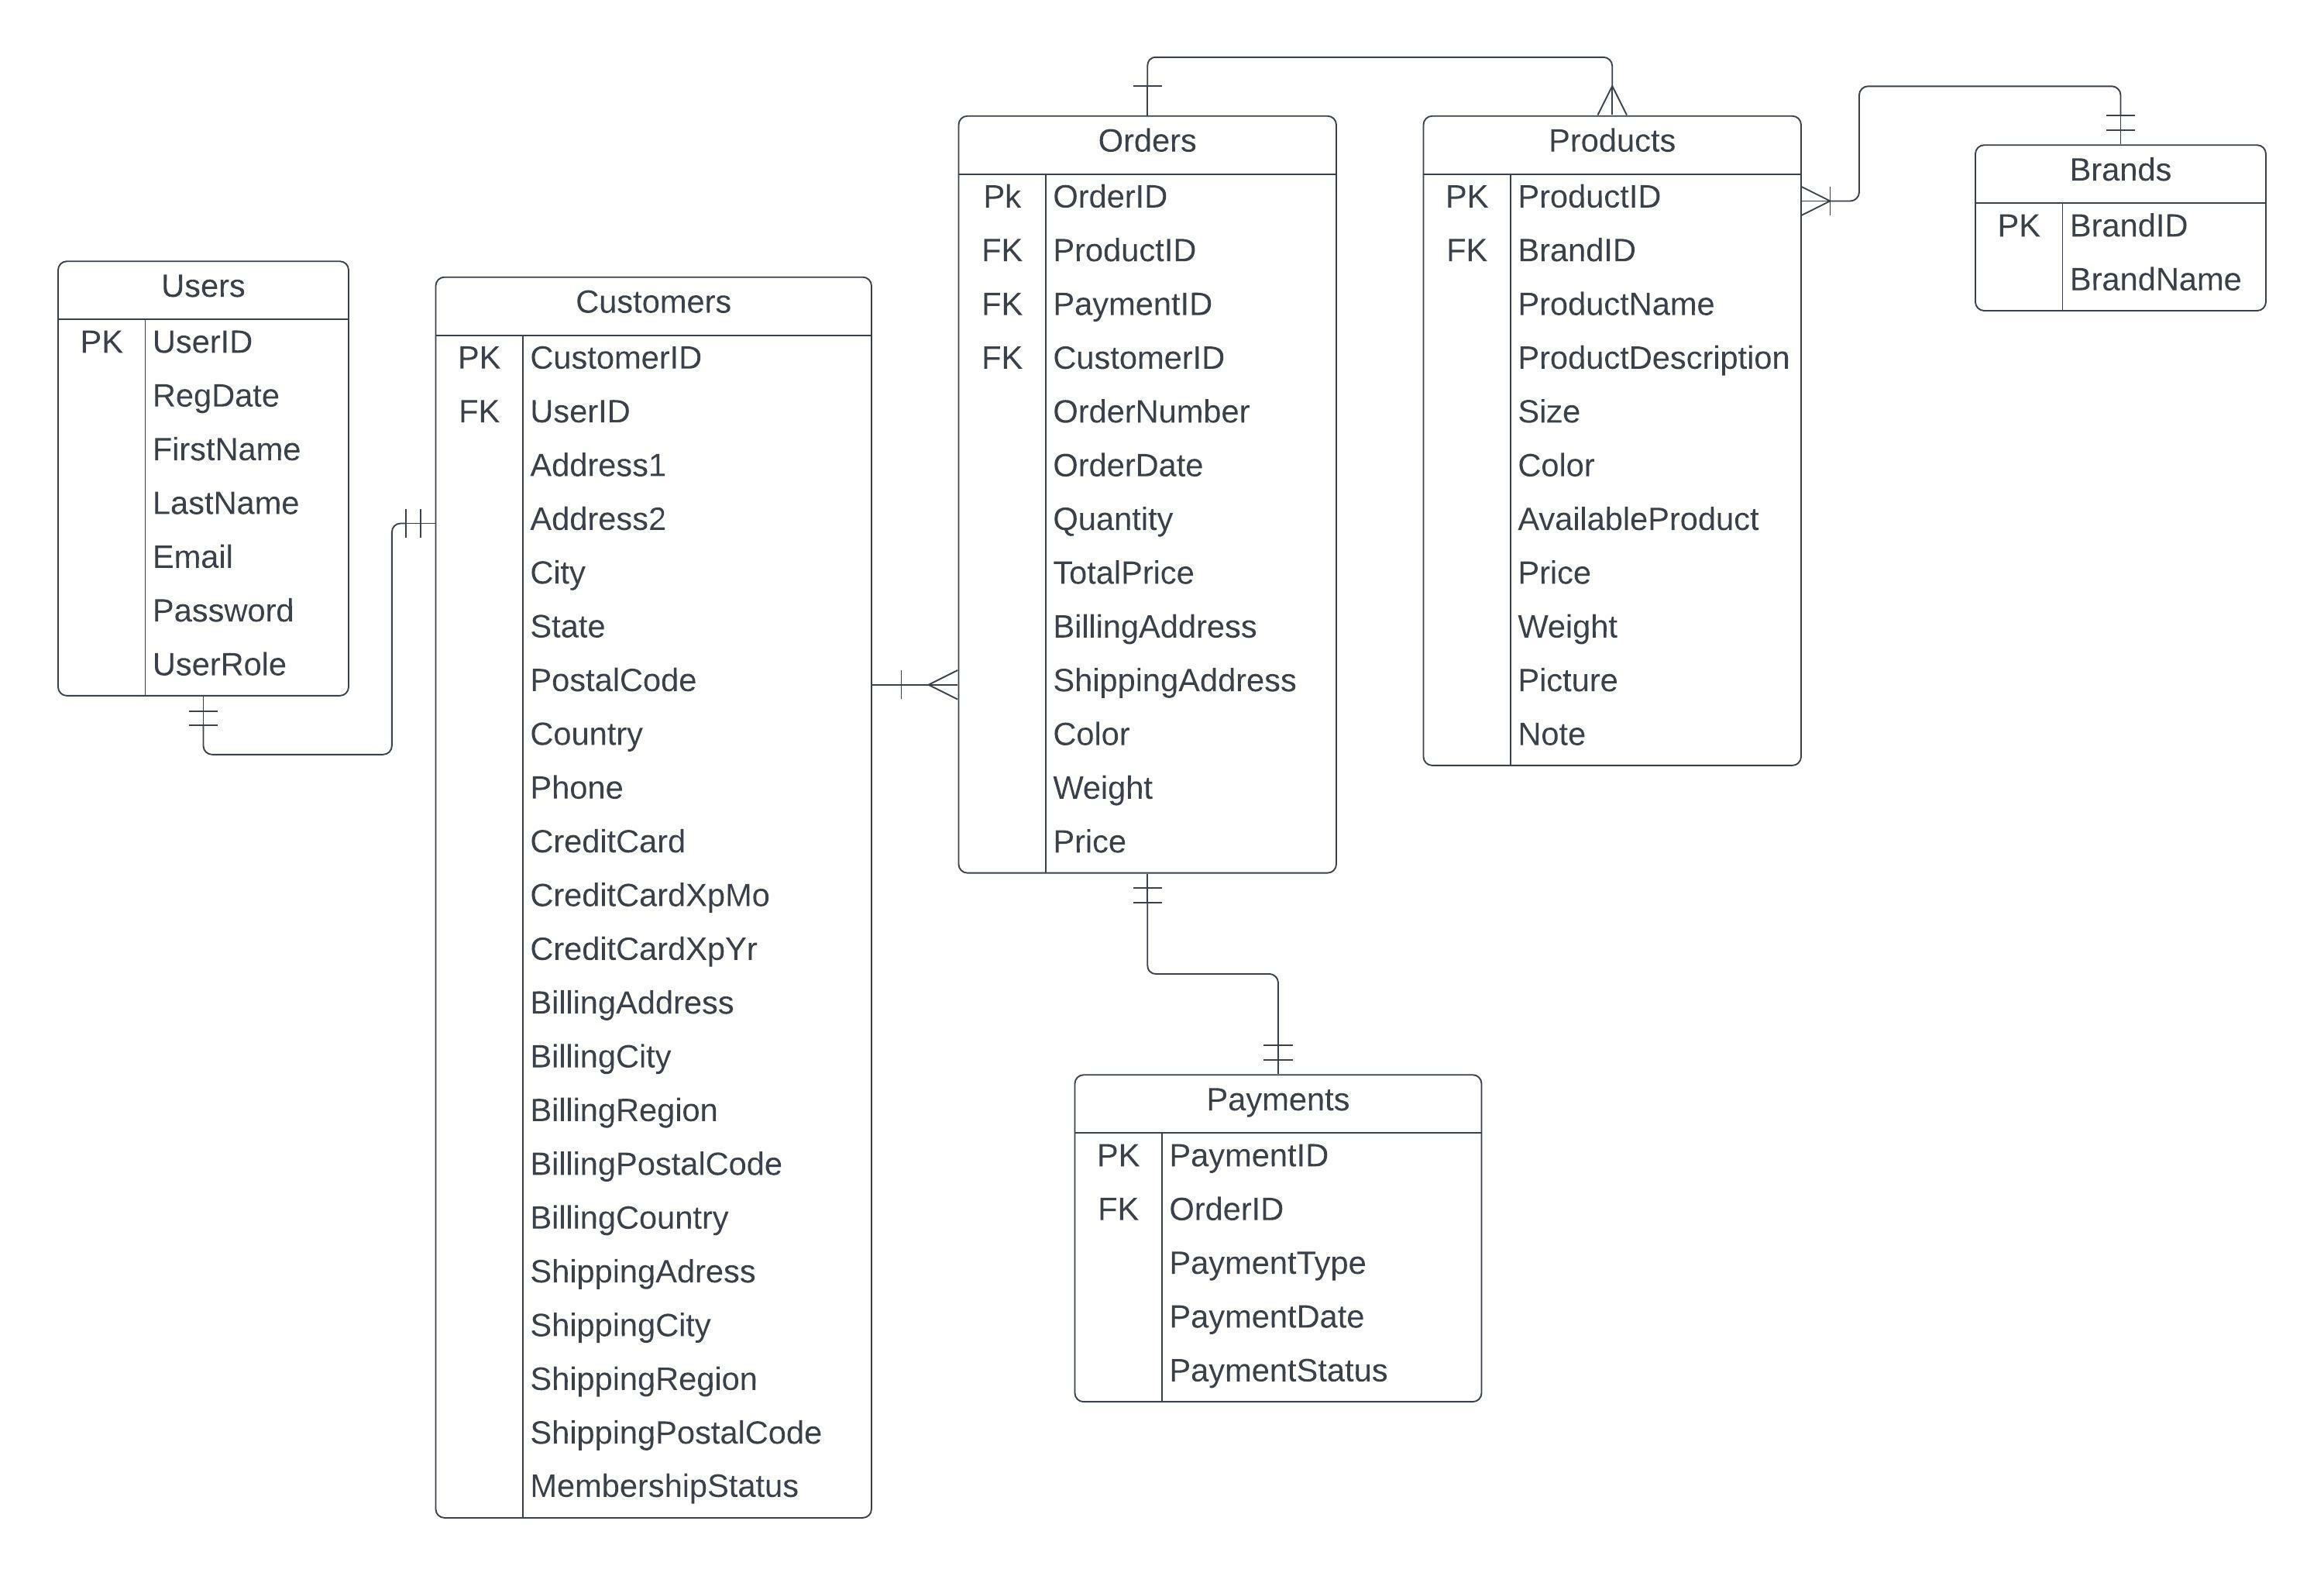 Users
PK UserID
RegDate
FirstName
LastName
Email
Password
UserRole
Customers
PK CustomerID
FK UserID
Address1
Address2
City
State
PostalCode
Country
Phone
CreditCard
CreditCardXpMo
CreditCardXpYr
BillingAddress
BillingCity
BillingRegion
BillingPostalCode
BillingCountry
ShippingAdress
ShippingCity
ShippingRegion
ShippingPostalCode
MembershipStatus
Orders
Pk OrderID
FK ProductID
FK PaymentID
FK CustomerID
OrderNumber
OrderDate
Quantity
TotalPrice
BillingAddress
ShippingAddress
Color
Weight
Price
Products
PK ProductID
FK BrandID
ProductName
ProductDescription
Size
Color
AvailableProduct
Price
Weight
Picture
Note
Brands
PK BrandID
BrandName
Payments
PK PaymentID
FK OrderID
PaymentType
PaymentDate
PaymentStatus